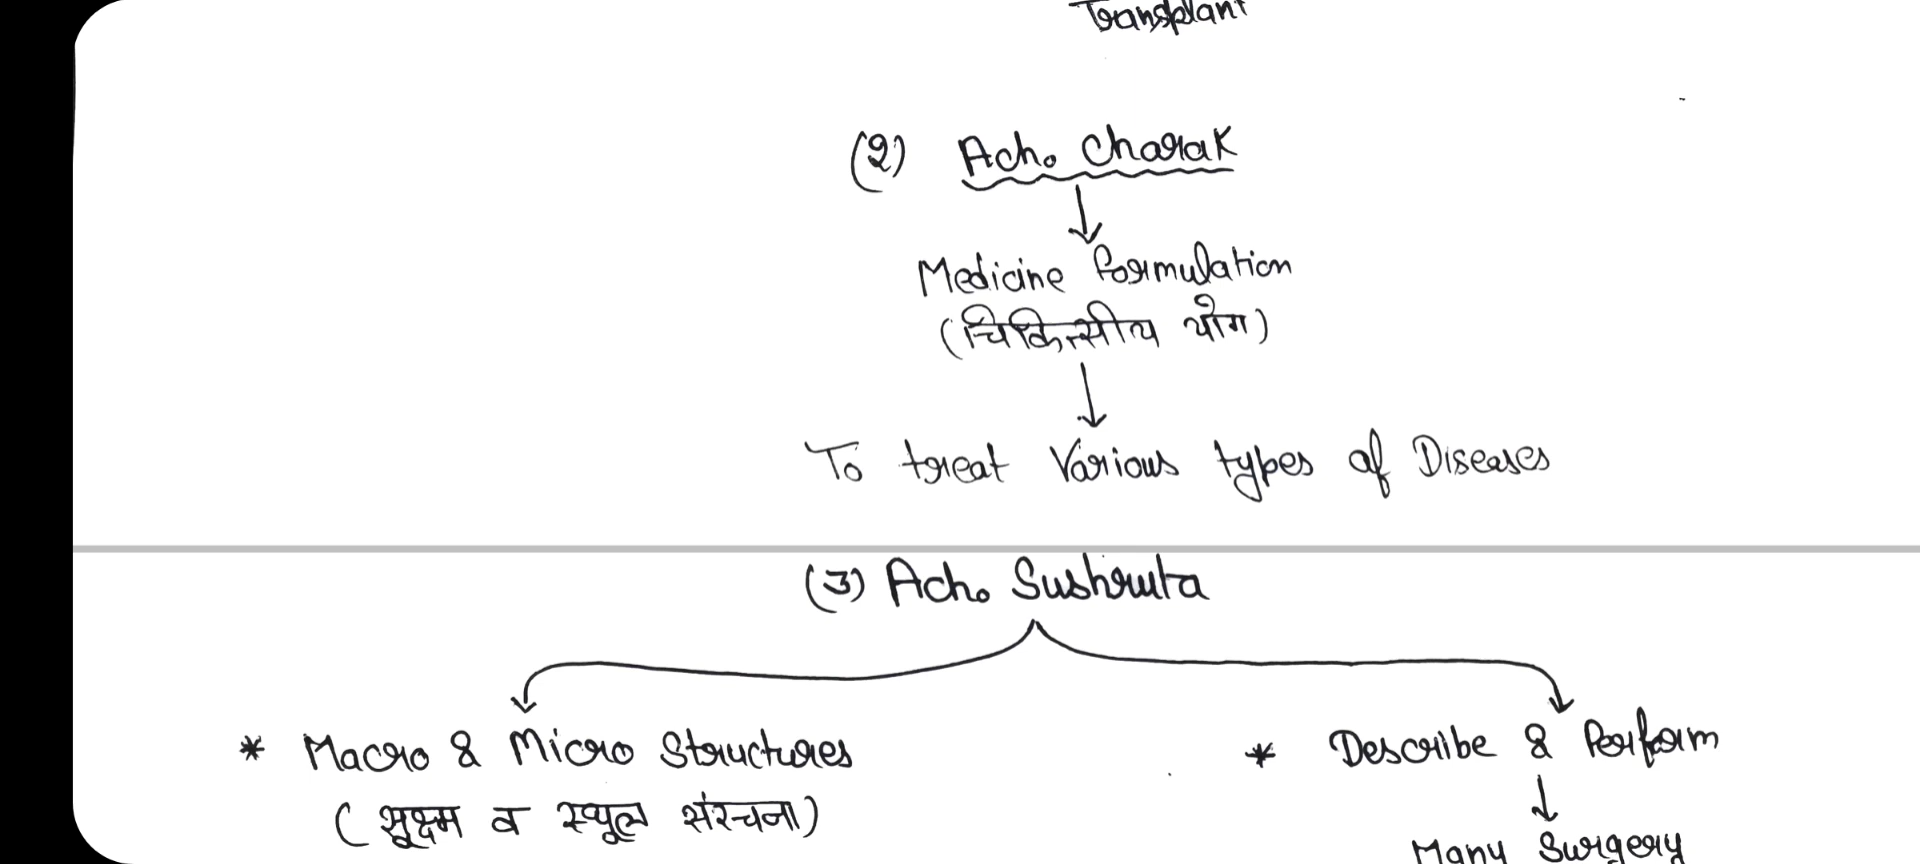 Transplant
(2) Ach. Charak
Medicine formulation
(चिकित्सीय योग)
To treat Various types of Diseases
(3) Ach. Sushruta
* Macro & Micro Structures
(सूक्ष्म व स्थूल संरचना)
* Describe & Perform
Many Surgery